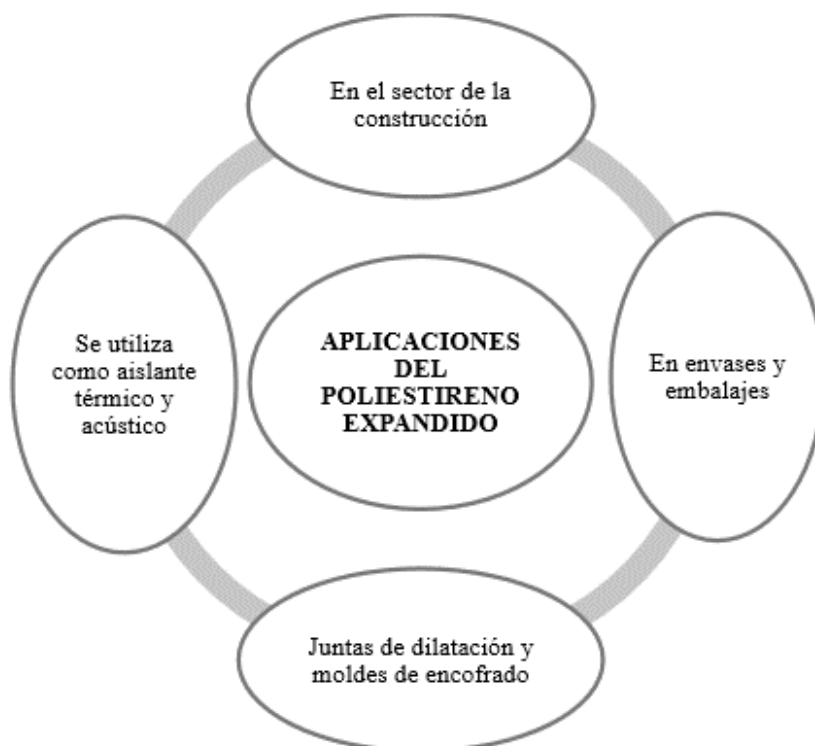 En el sector de la
construcción
Se utiliza
como aislante
térmico y
acústico
APLICACIONES
DEL
POLIESTIRENO
EXPANDIDO
En envases y
embalajes
Juntas de dilatación y
moldes de encofrado